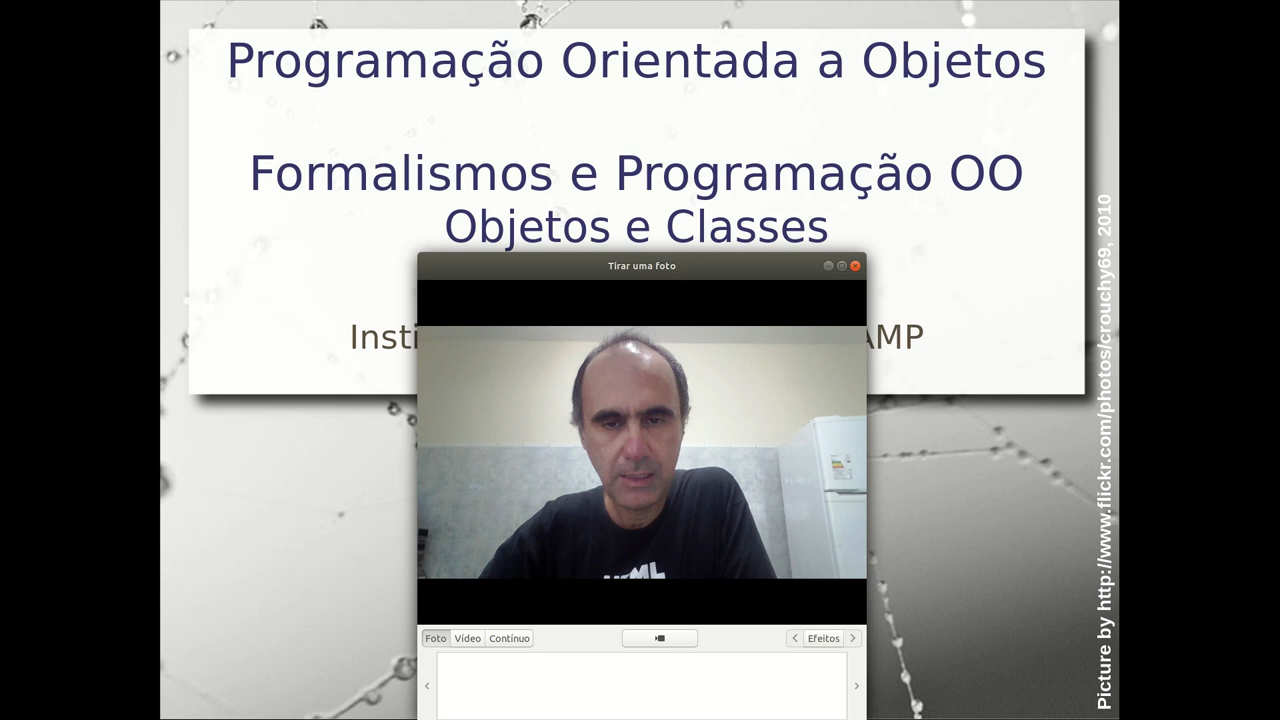 Programação Orientada a Objetos
Formalismos e Programação OO
Objetos e Classes
Tirar uma foto
Insti
AMP
HTML
Foto
Vídeo
Contínuo
Efeitos
Picture by http://www.flickr.com/photos/crouchy69, 2010